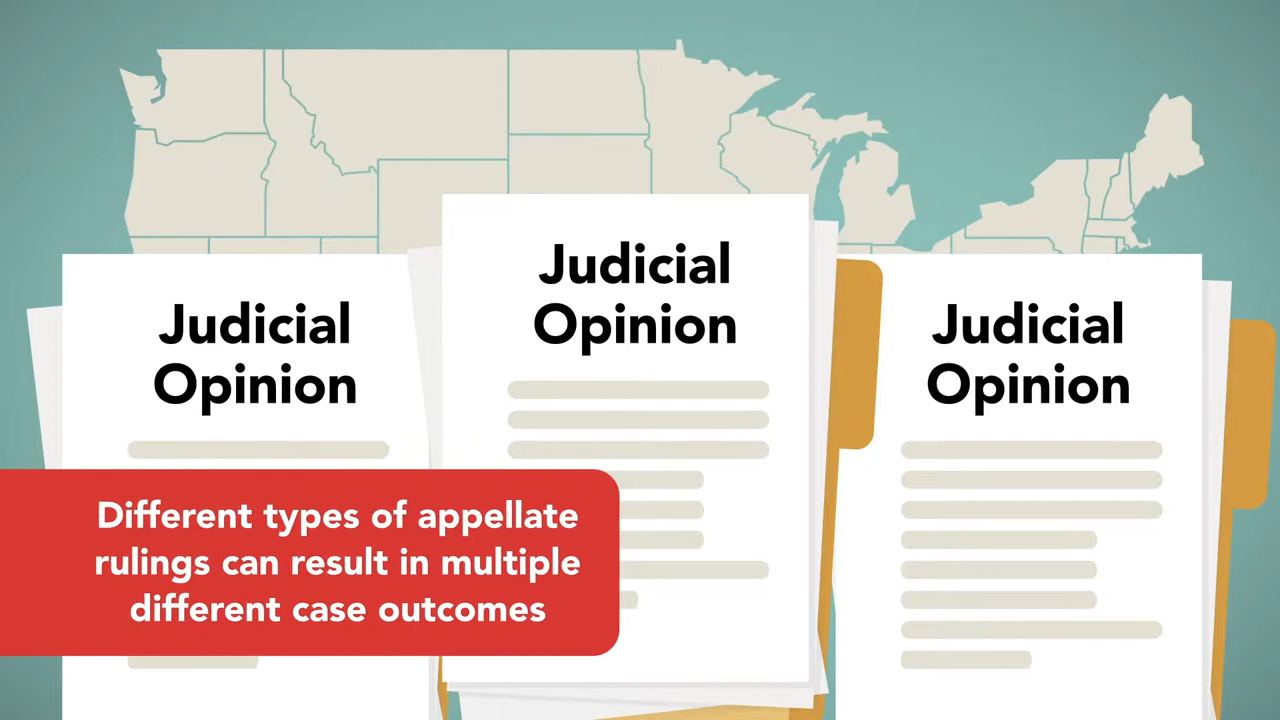 Judicial
Opinion
Judicial
Opinion
Judicial
Opinion
Different types of appellate
rulings can result in multiple
different case outcomes